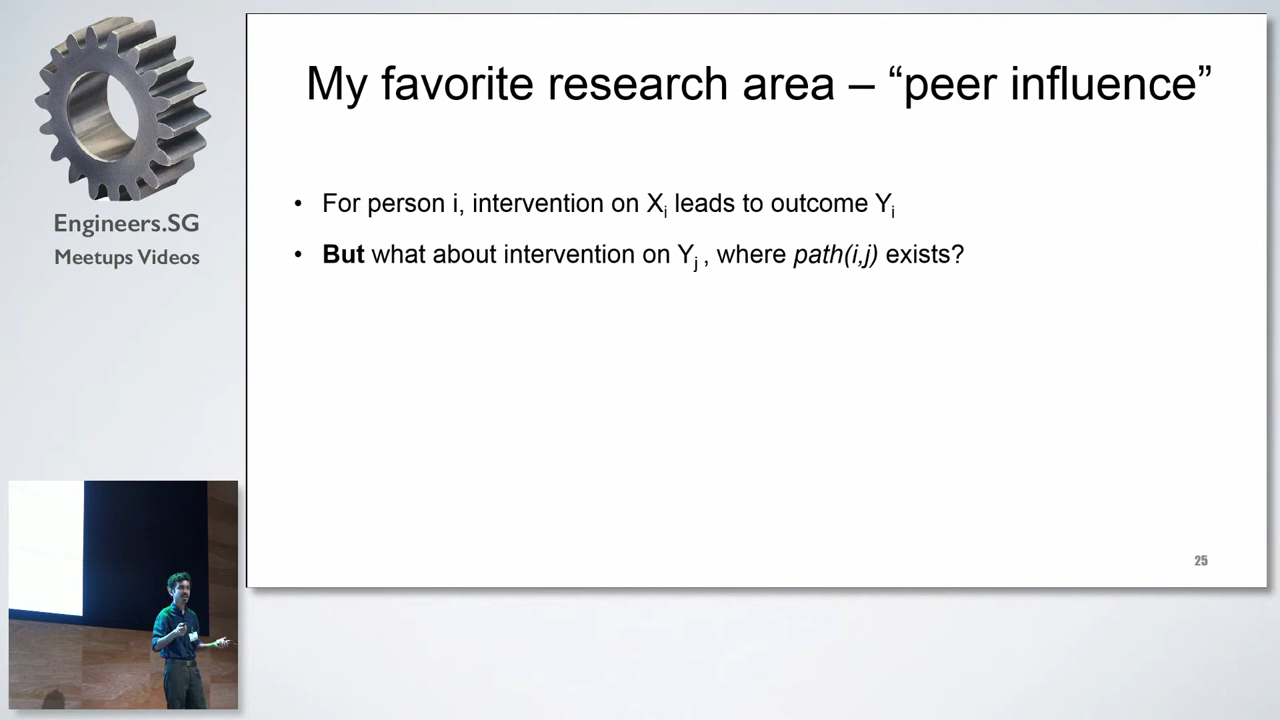 My favorite research area – “peer influence”
• For person i, intervention on Xi leads to outcome Yi
• But what about intervention on Yj , where path(i,j) exists?
25
Engineers.SG
Meetups Videos